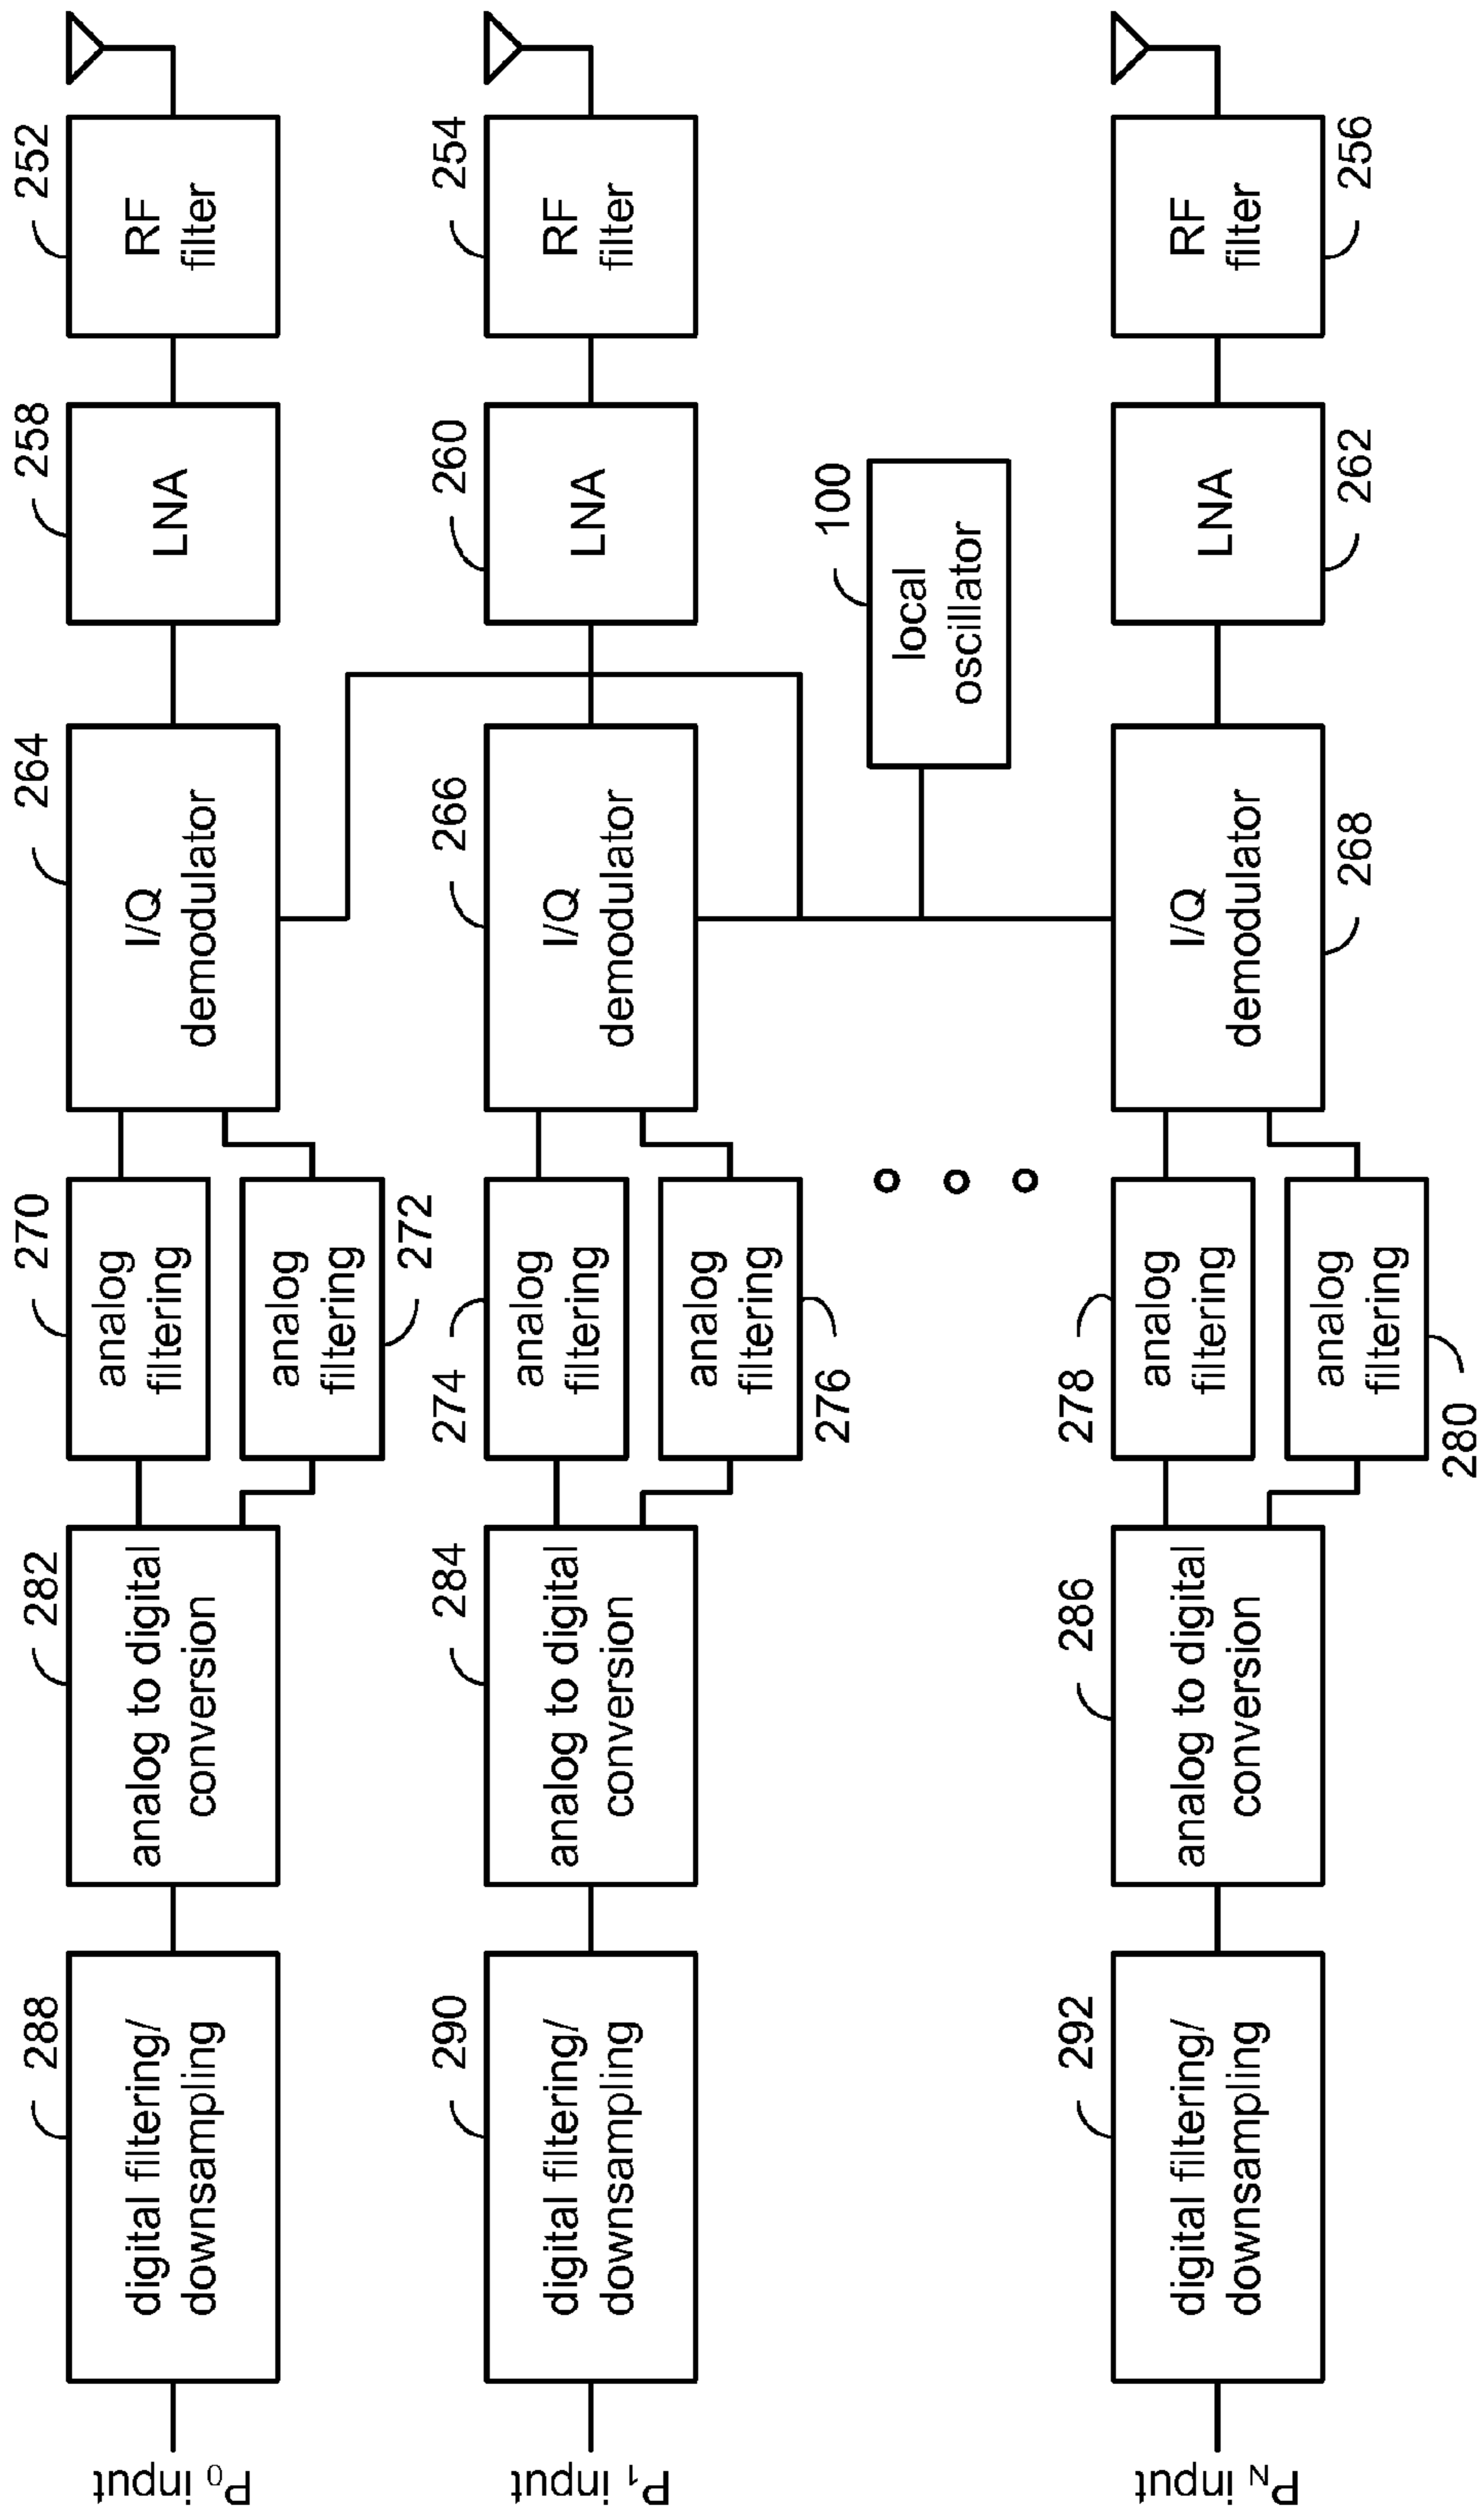 P0 input
288
digital filtering/
downsampling
282
analog to digital
conversion
270
analog
filtering
analog
filtering
272
264
I/Q
demodulator
258
LNA
252
RF
filter
P1 input
290
digital filtering/
downsampling
284
analog to digital
conversion
274
analog
filtering
analog
filtering
276
266
I/Q
demodulator
260
LNA
254
RF
filter
100
local
oscillator
PN input
292
digital filtering/
downsampling
286
analog to digital
conversion
278
analog
filtering
analog
filtering
280
I/Q
demodulator
268
LNA
262
RF
filter
256